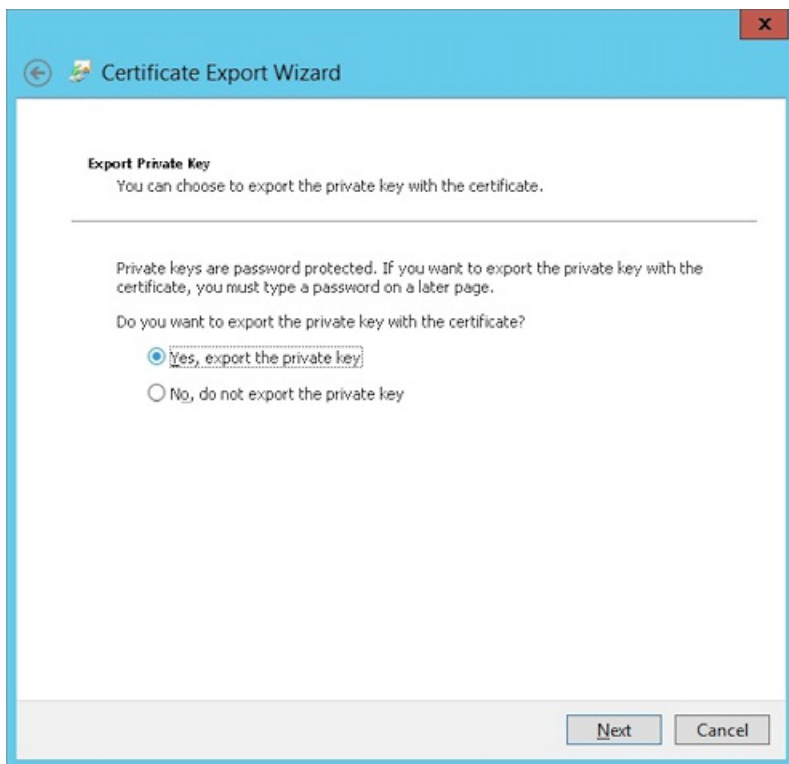 X
Certificate Export Wizard
Export Private Key
You can choose to export the private key with the certificate.
Private keys are password protected. If you want to export the private key with the
certificate, you must type a password on a later page.
Do you want to export the private key with the certificate?
Yes, export the private key
No, do not export the private key
Next Cancel